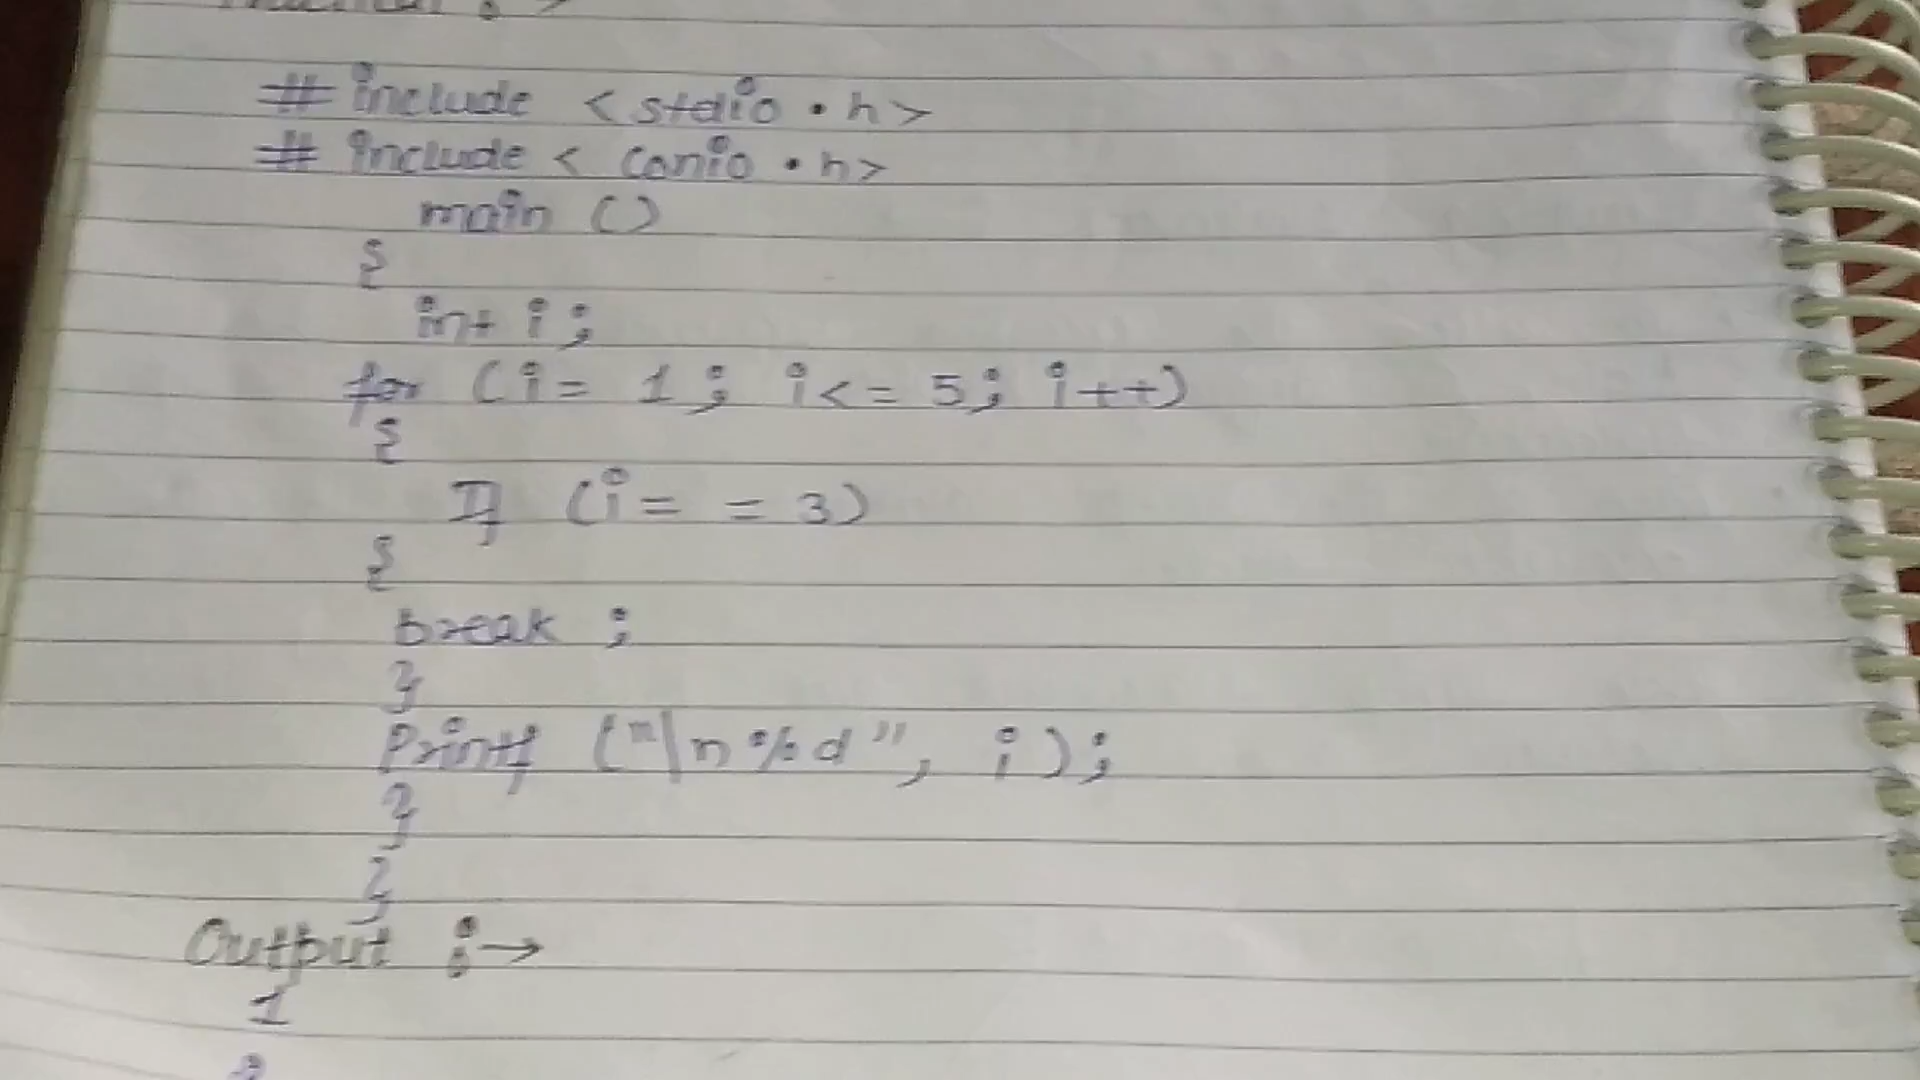 # include <stdio.h>
# include <conio.h>
main ()
{
int i ;
for (i= 1 ; i<= 5; i++)
{
If (i= = 3)
{
break ;
}
Printf ("\n%d", i);
}
}
Output :→
1